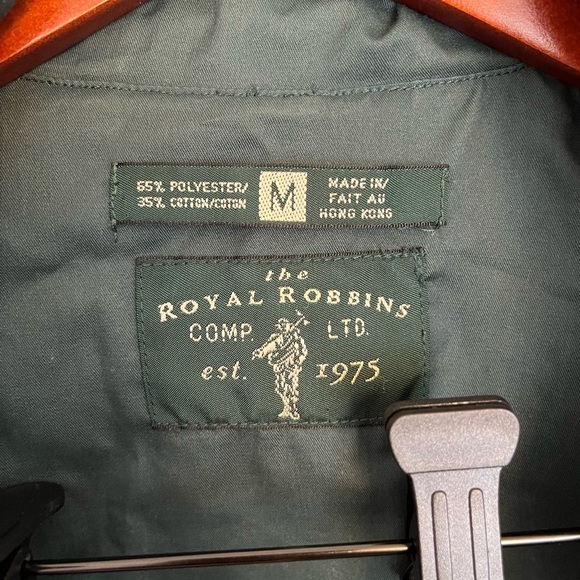 65% POLYESTER/
35% COTTON/COTON
M
MADE IN/
FAIT AU
HONG KONG
the
ROYAL ROBBINS
COMP. LTD.
est. 1975